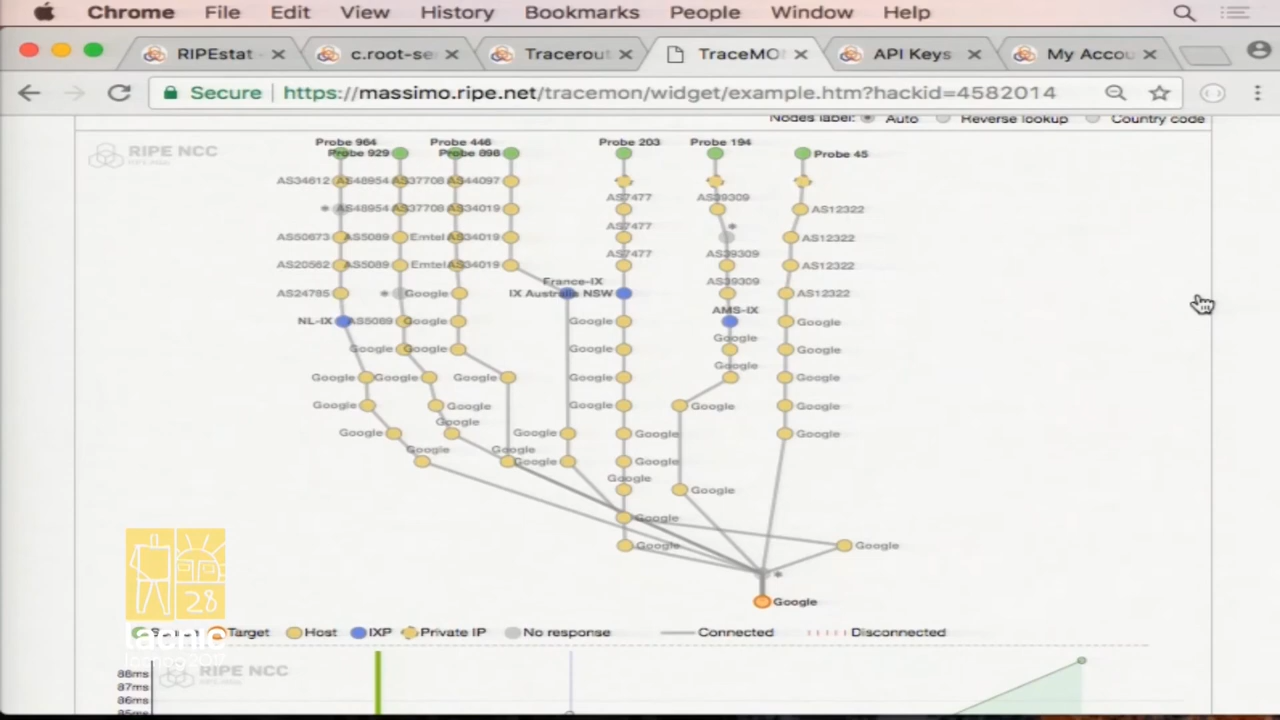 Chrome File Edit View History Bookmarks People Window Help
RIPEstat c.root-se Tracerout TraceMO API Keys My Accou
Secure https://massimo.ripe.net/tracemon/widget/example.htm?hackid=4582014
Nodes label: Auto Reverse lookup Country code
RIPE NCC
Probe 964 Probe 446 Probe 203 Probe 194
Probe 929 Probe 898 Probe 45
AS34612 AS48954 AS37708 AS44097
AS7477 AS39309
* AS48954 AS37708 AS34019 AS12322
AS7477 *
AS50673 AS5089 Emtel AS34019 AS12322
AS7477 AS39309
AS20562 AS5089 Emtel AS34019 AS12322
France-IX AS39309
AS24785 * Google IX Australia NSW AS12322
AMS-IX
NL-IX AS5089 Google Google Google
Google
Google Google Google Google
Google
Google Google Google Google Google
Google Google Google Google Google
Google
Google Google Google Google
Google Google
Google Google
Google
Google
Google
Google Google
*
Google
Target Host IXP Private IP No response Connected Disconnected
28
lacnic
RIPE NCC
88ms
87ms
86ms
85ms